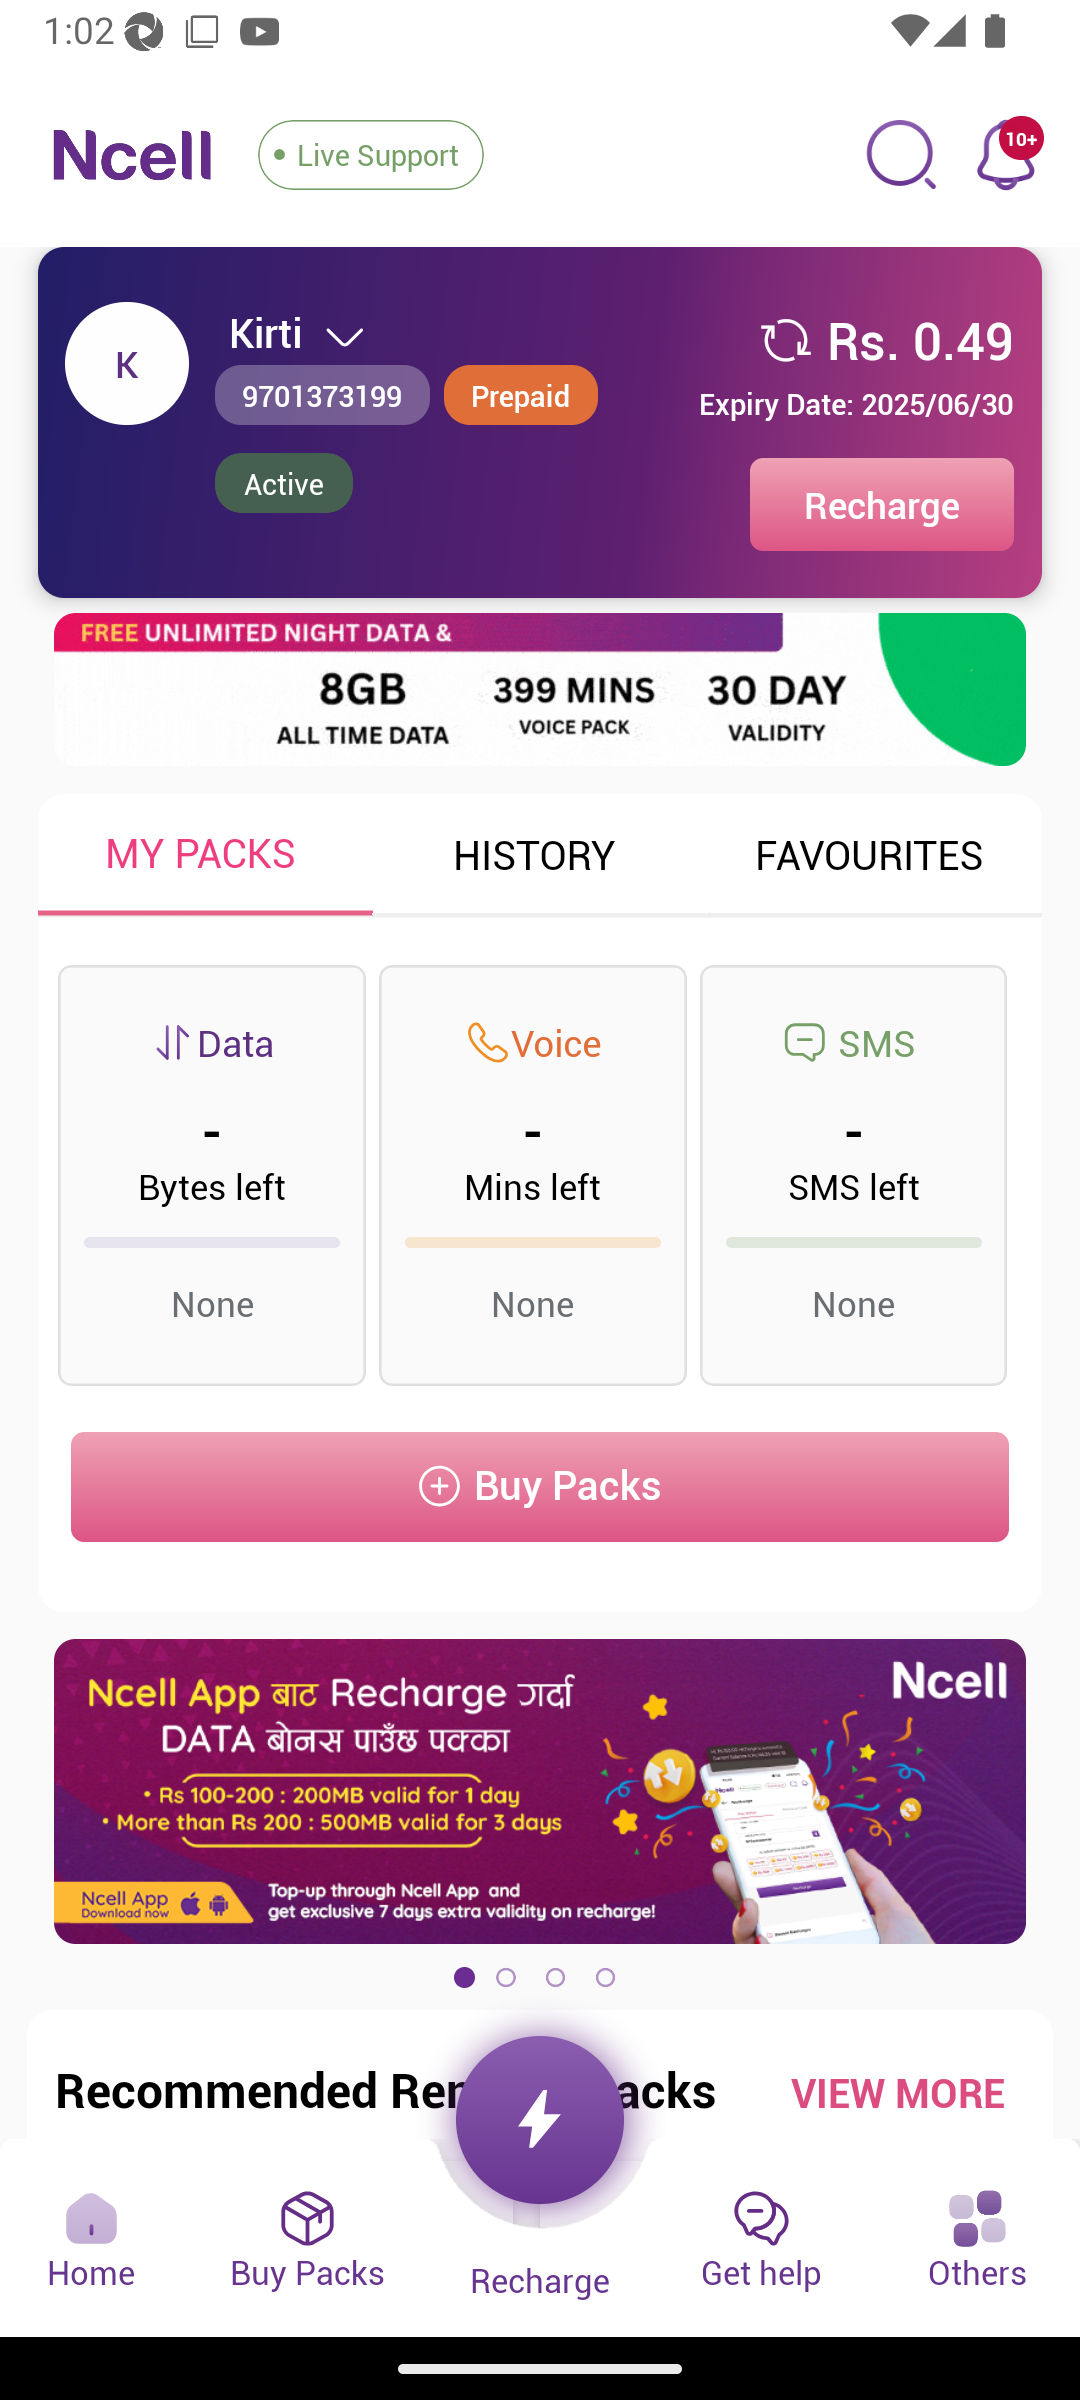 1:02
Ncell
Live Support
10+
K
Kirti
Rs. 0.49
9701373199
Prepaid
Expiry Date: 2025/06/30
Active
Recharge
FREE UNLIMITED NIGHT DATA &
8GB
399 MINS
30 DAY
ALL TIME DATA
VOICE PACK
VALIDITY
MY PACKS
HISTORY
FAVOURITES
Data
Voice
SMS
-
-
-
Bytes left
Mins left
SMS left
None
None
None
Buy Packs
Ncell
Ncell App बाट Recharge गर्दा
DATA बोनस पाउँछ पक्का
• Rs 100-200 : 200MB valid for 1 day
• More than Rs 200 : 500MB valid for 3 days
Ncell App
Download now
Top-up through Ncell App and
get exclusive 7 days extra validity on recharge!
Recommended Ren acks
VIEW MORE
Home
Buy Packs
Recharge
Get help
Others